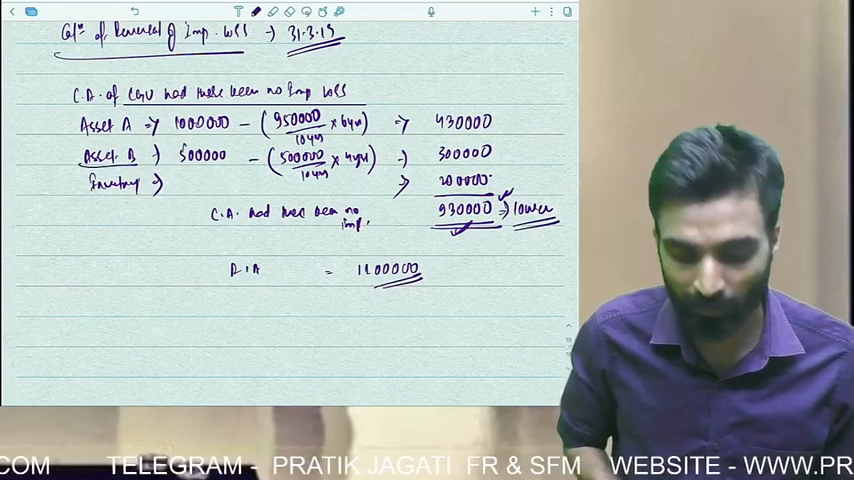 Calⁿ of Reversal of Imp. Loss → 31.3.19
C.A. of CGU had there been no Imp Loss
Asset A => 1000000 - (950000/10yrs × 6yrs) => 430000
Asset B → 500000 - (500000/10yrs × 4yrs) → 300000
Inventory => => 200000
C.A. had there been no Imp. 930000 => lower
R.A = 1100000
COM TELEGRAM - PRATIK JAGATI FR & SFM WEBSITE - WWW.PR